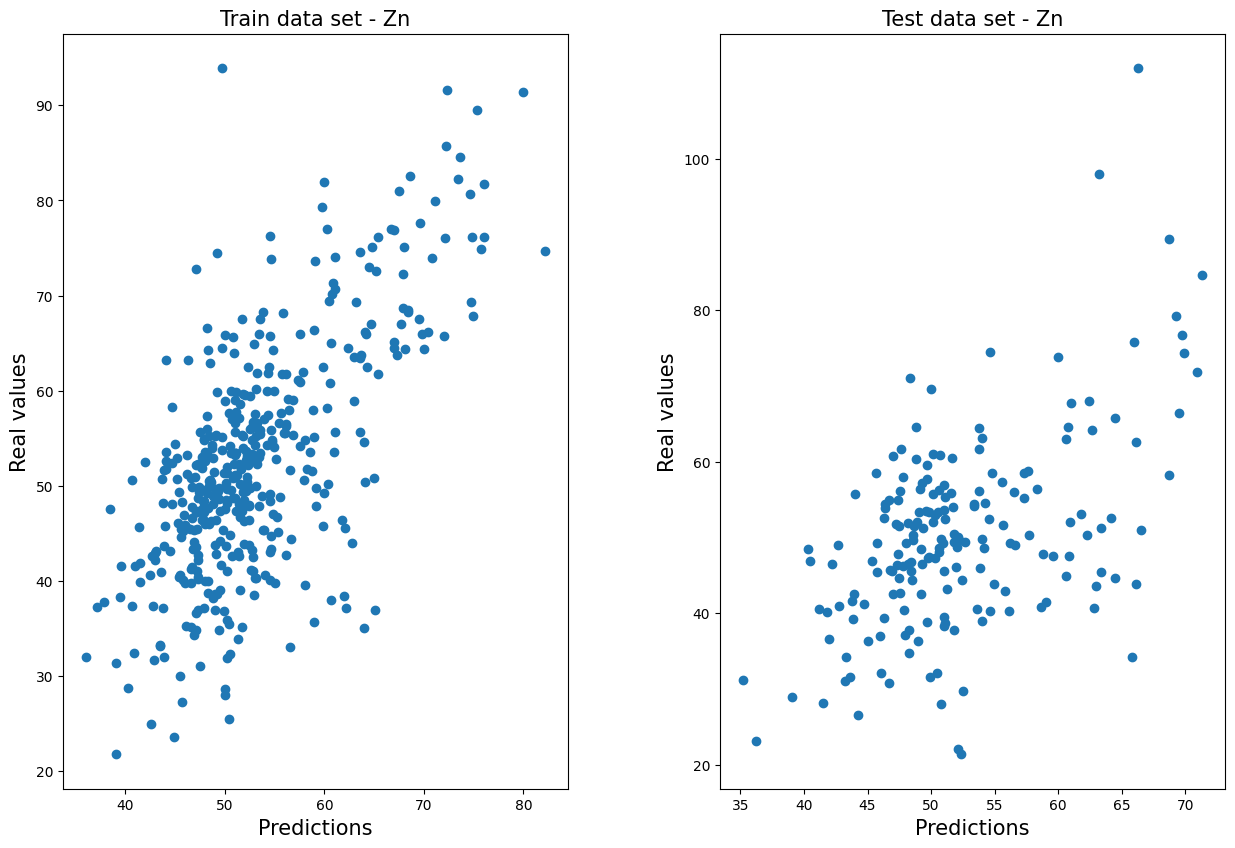 Train data set - Zn
Real values
90
80
70
60
50
40
30
20
40 50 60 70 80
Predictions
Test data set - Zn
Real values
100
80
60
40
20
35 40 45 50 55 60 65 70
Predictions